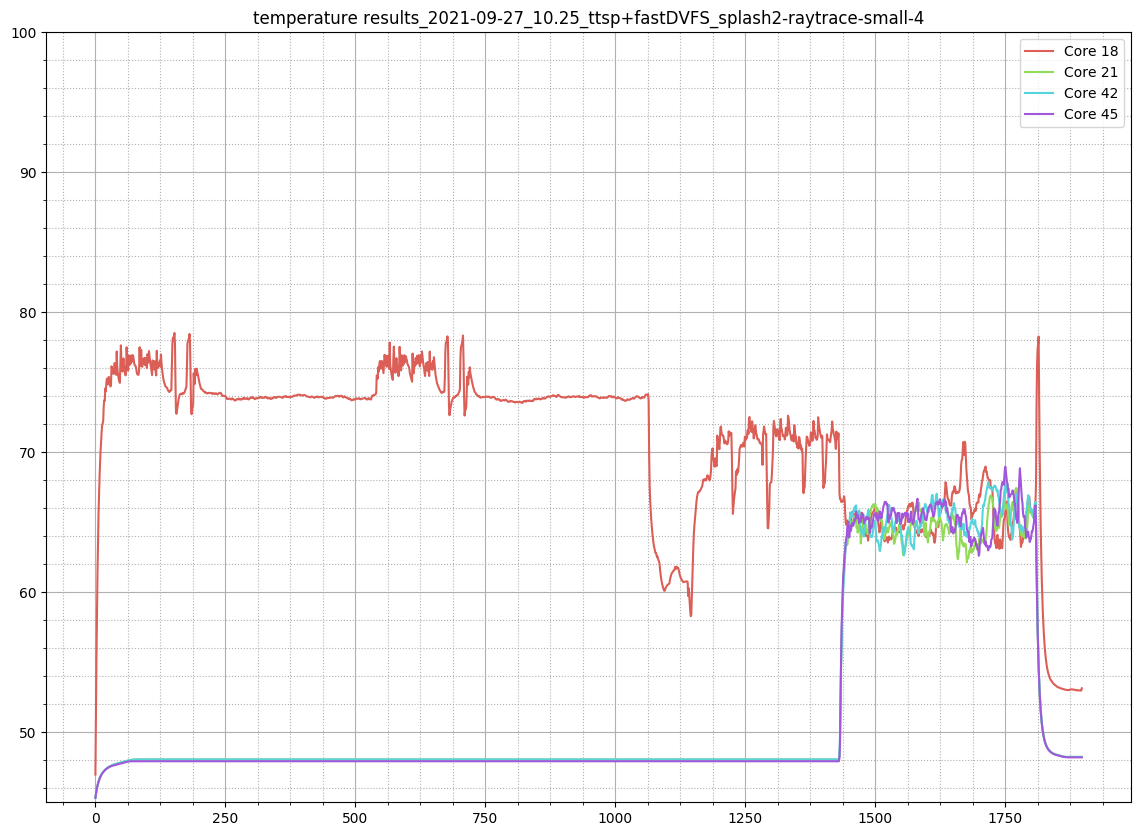 temperature results_2021-09-27_10.25_ttsp+fastDVFS_splash2-raytrace-small-4
Core 18
Core 21
Core 42
Core 45
100
90
80
70
60
50
0 250 500 750 1000 1250 1500 1750